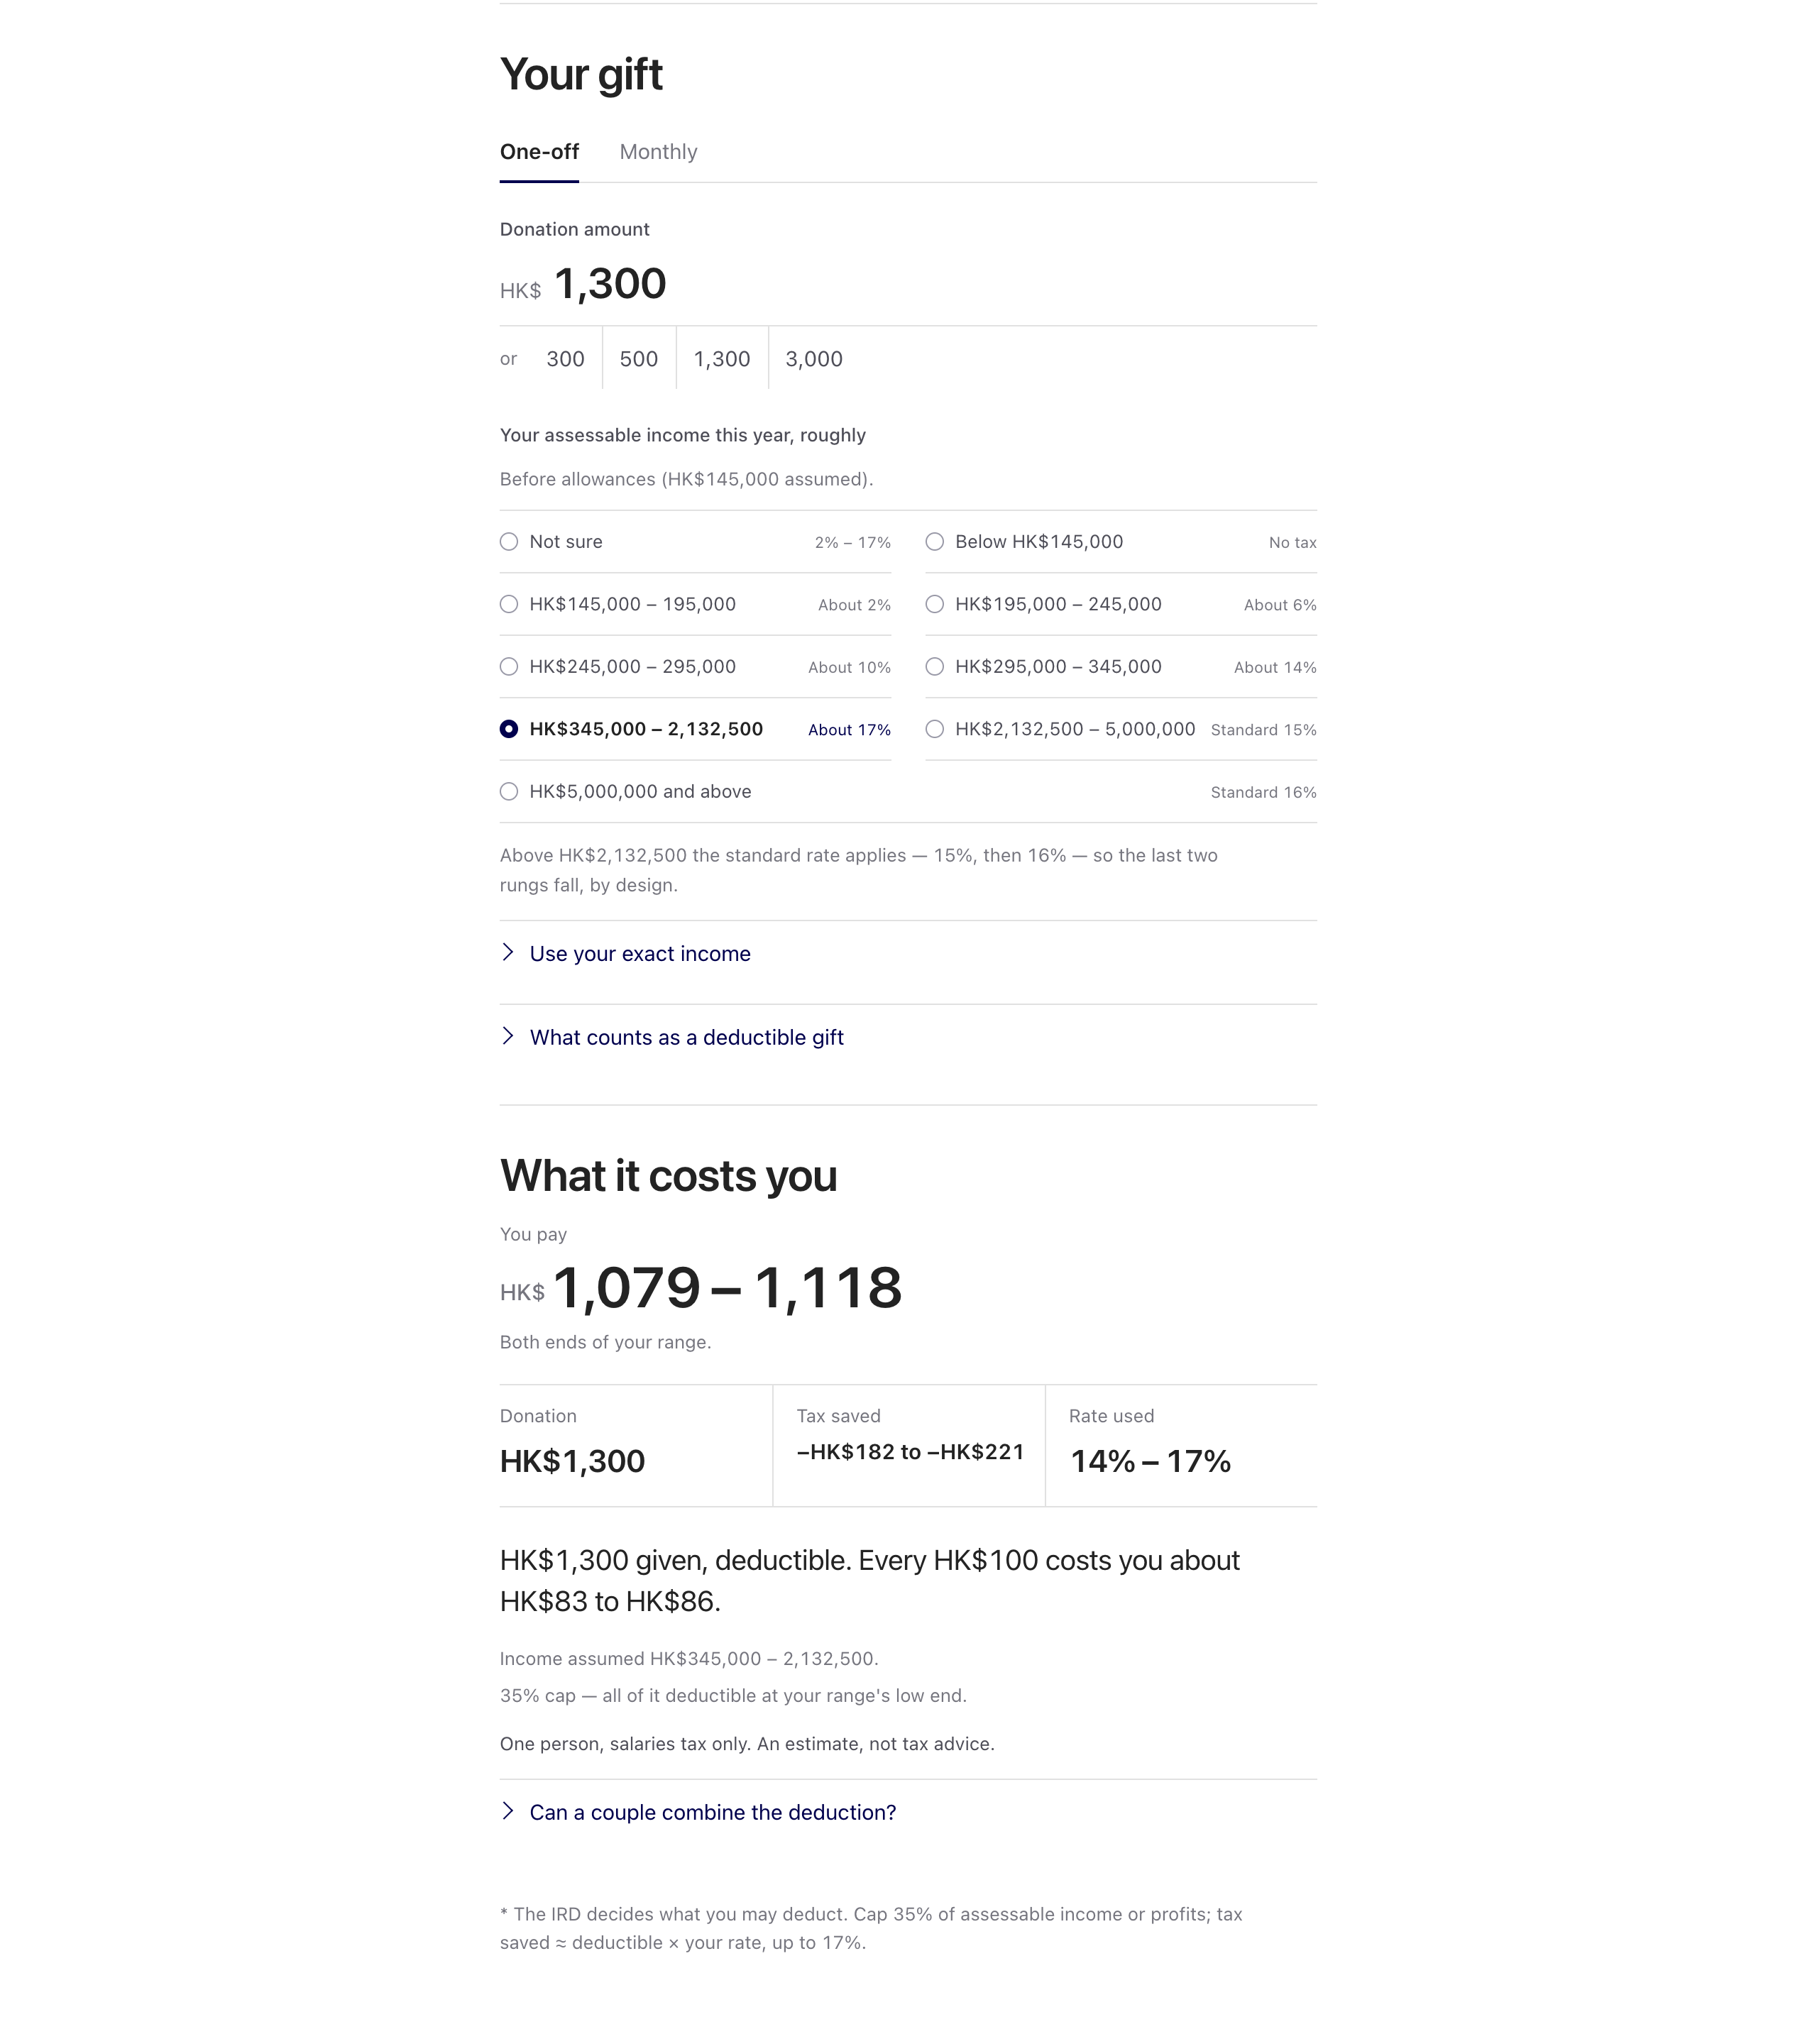 Your gift
One-off
Monthly
Donation amount
HK$ 1,300
or 300 500 1,300 3,000
Your assessable income this year, roughly
Before allowances (HK$145,000 assumed).
Not sure 2% – 17%
Below HK$145,000 No tax
HK$145,000 – 195,000 About 2%
HK$195,000 – 245,000 About 6%
HK$245,000 – 295,000 About 10%
HK$295,000 – 345,000 About 14%
HK$345,000 – 2,132,500 About 17%
HK$2,132,500 – 5,000,000 Standard 15%
HK$5,000,000 and above Standard 16%
Above HK$2,132,500 the standard rate applies — 15%, then 16% — so the last two
rungs fall, by design.
Use your exact income
What counts as a deductible gift
What it costs you
You pay
HK$ 1,079 – 1,118
Both ends of your range.
Donation
HK$1,300
Tax saved
−HK$182 to −HK$221
Rate used
14% – 17%
HK$1,300 given, deductible. Every HK$100 costs you about
HK$83 to HK$86.
Income assumed HK$345,000 – 2,132,500.
35% cap — all of it deductible at your range's low end.
One person, salaries tax only. An estimate, not tax advice.
Can a couple combine the deduction?
* The IRD decides what you may deduct. Cap 35% of assessable income or profits; tax
saved ≈ deductible × your rate, up to 17%.